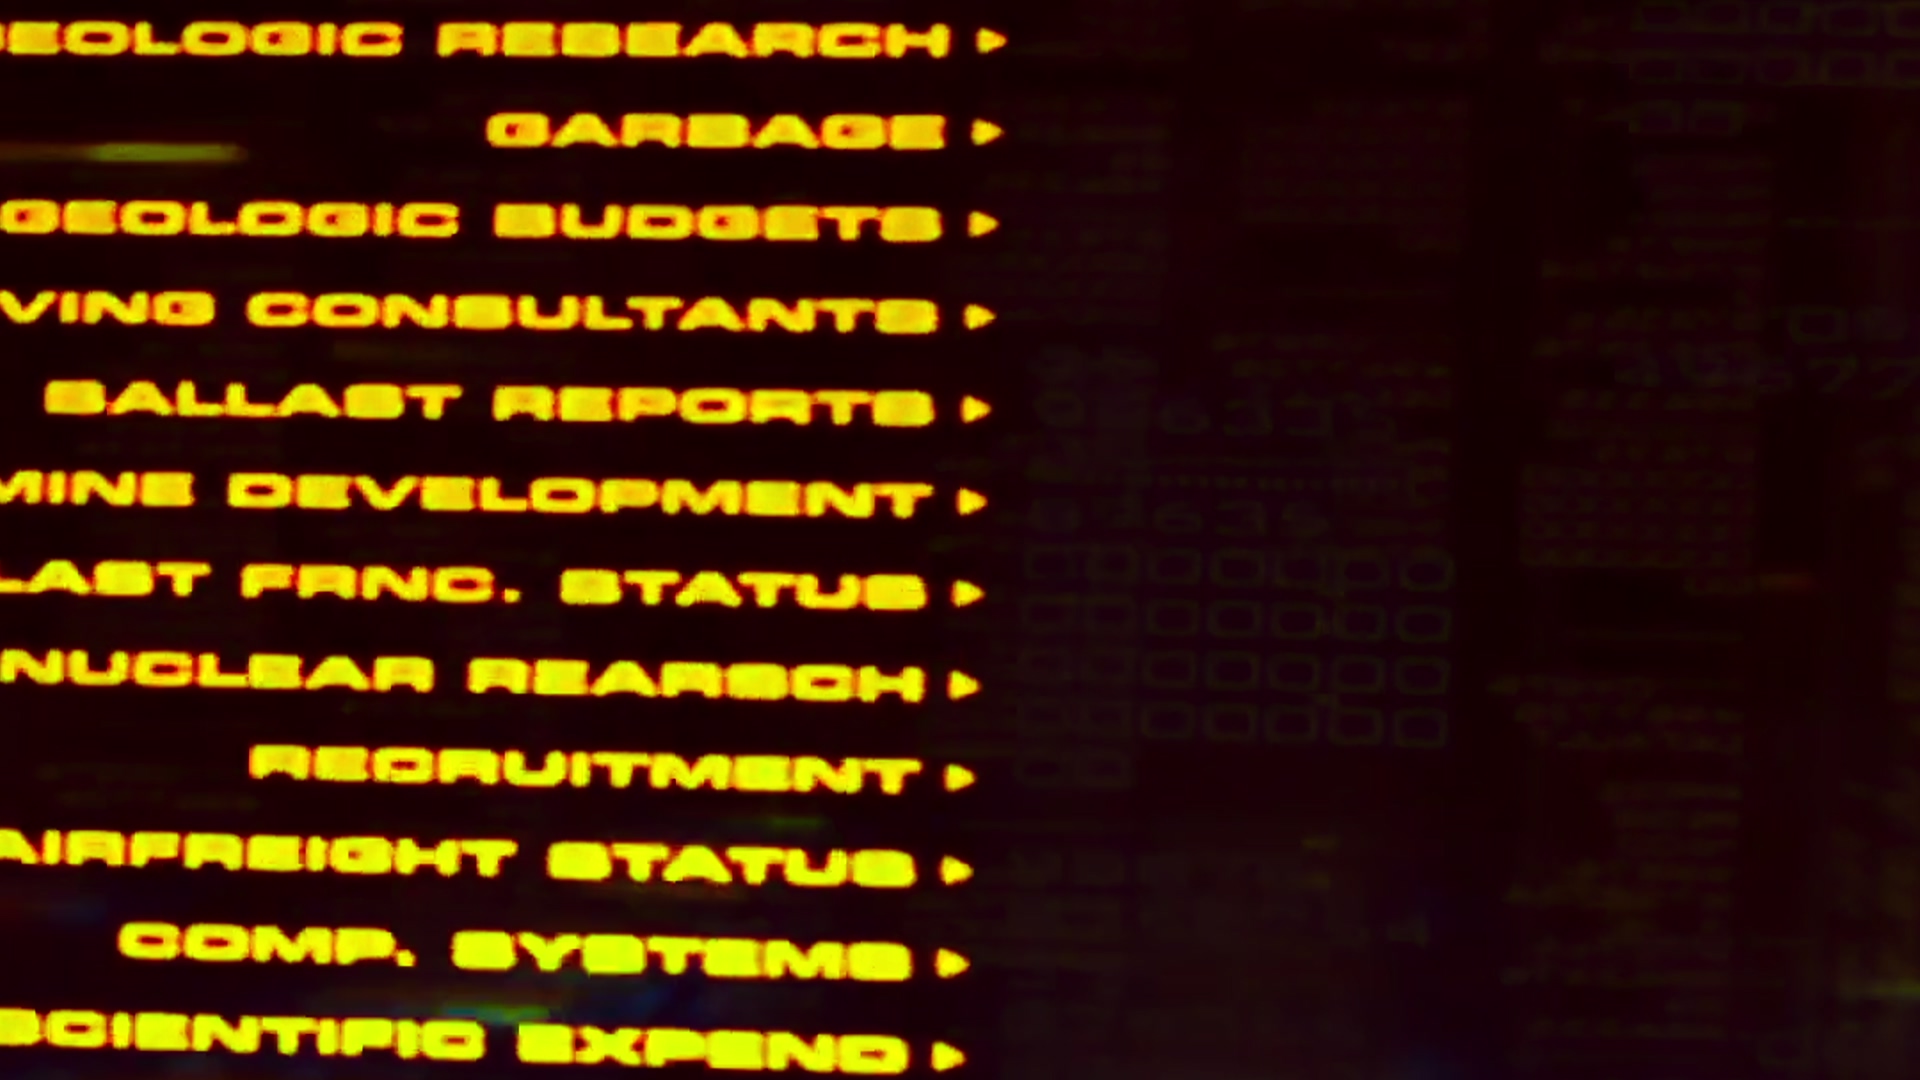 EOLOGIC RESEARCH
GARBAGE
GEOLOGIC BUDGETS
VING CONSULTANTS
BALLAST REPORTS
MINE DEVELOPMENT
LAST FRNC. STATUS
NUCLEAR REARSCH
RECRUITMENT
AIRFREIGHT STATUS
COMP. SYSTEMS
SCIENTIFIC EXPEND